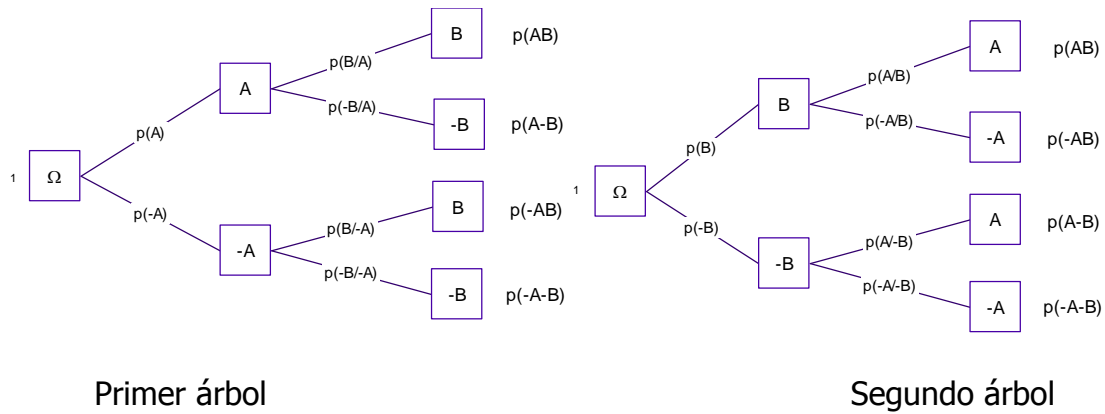 B p(AB)
p(B/A)
A
p(-B/A)
p(A)
-B p(A-B)
1 Ω
p(-A)
B p(-AB)
p(B/-A)
-A
p(-B/-A)
-B p(-A-B)
Primer árbol
A p(AB)
p(A/B)
B
p(-A/B)
-A p(-AB)
p(B)
1 Ω
p(-B)
A p(A-B)
p(A/-B)
-B
p(-A/-B)
-A p(-A-B)
Segundo árbol